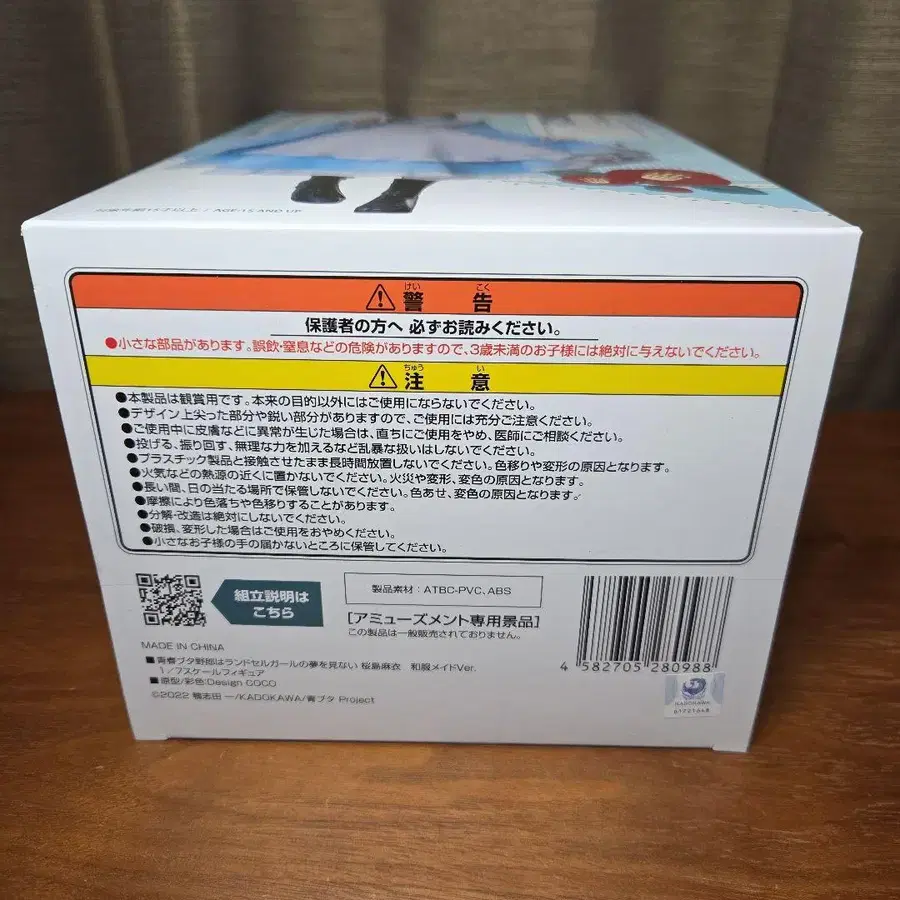 対象年齢15才以上 / AGE:15 AND UP
警告
けい こく
保護者の方へ 必ずお読みください。
●小さな部品があります。誤飲・窒息などの危険がありますので、3歳未満のお子様には絶対に与えないでください。
注意
ちゅう い
●本製品は観賞用です。本来の目的以外にはご使用にならないでください。
●デザイン上尖った部分や鋭い部分がありますので、ご使用には充分ご注意ください。
●ご使用中に皮膚などに異常が生じた場合は、直ちにご使用をやめ、医師にご相談ください。
●投げる、振り回す、無理な力を加えるなど乱暴な扱いはしないでください。
●プラスチック製品と接触させたまま長時間放置しないでください。色移りや変形の原因となります。
●火気などの熱源の近くに置かないでください。火災や変形、変色の原因となります。
●長い間、日の当たる場所で保管しないでください。色あせ、変色の原因となります。
●摩擦により色落ちや色移りすることがあります。
●分解・改造は絶対にしないでください。
●破損、変形した場合はご使用をおやめください。
●小さなお子様の手の届かないところに保管してください。
組立説明は
こちら
製品素材：ATBC-PVC、ABS
[アミューズメント専用景品]
この製品は一般販売されておりません。
MADE IN CHINA
■青春ブタ野郎はランドセルガールの夢を見ない 桜島麻衣 和服メイドVer.
1/7スケールフィギュア
■原型/彩色:Design COCO
©2022 鴨志田 一/KADOKAWA/青ブタ Project
4 582705 280988
KADOKAWA